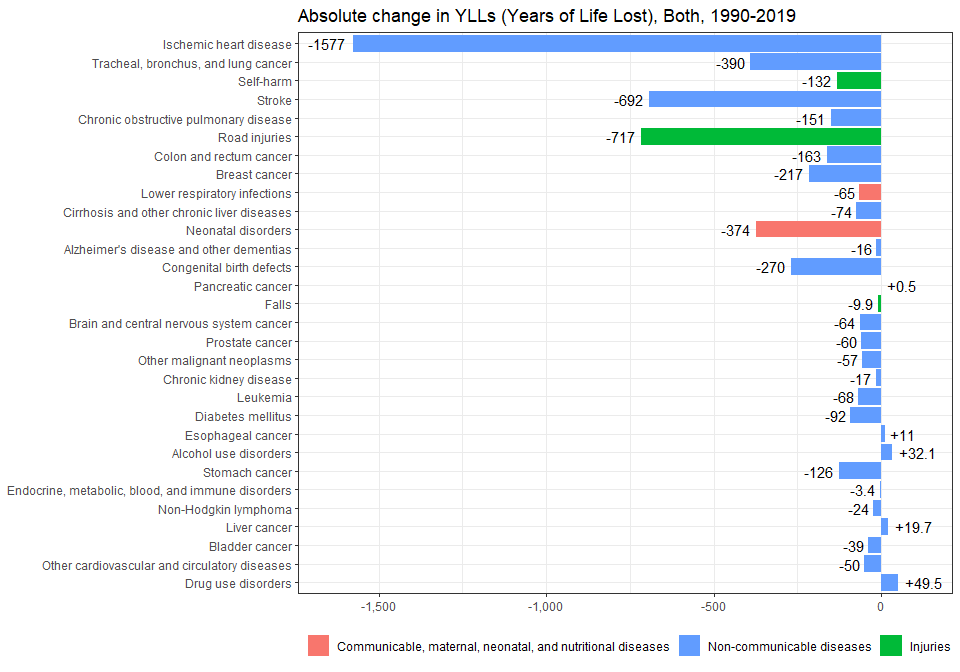 Absolute change in YLLs (Years of Life Lost), Both, 1990-2019
Ischemic heart disease -1577
Tracheal, bronchus, and lung cancer -390
Self-harm -132
Stroke -692
Chronic obstructive pulmonary disease -151
Road injuries -717
Colon and rectum cancer -163
Breast cancer -217
Lower respiratory infections -65
Cirrhosis and other chronic liver diseases -74
Neonatal disorders -374
Alzheimer's disease and other dementias -16
Congenital birth defects -270
Pancreatic cancer +0.5
Falls -9.9
Brain and central nervous system cancer -64
Prostate cancer -60
Other malignant neoplasms -57
Chronic kidney disease -17
Leukemia -68
Diabetes mellitus -92
Esophageal cancer +11
Alcohol use disorders +32.1
Stomach cancer -126
Endocrine, metabolic, blood, and immune disorders -3.4
Non-Hodgkin lymphoma -24
Liver cancer +19.7
Bladder cancer -39
Other cardiovascular and circulatory diseases -50
Drug use disorders +49.5
-1,500 -1,000 -500 0
Communicable, maternal, neonatal, and nutritional diseases Non-communicable diseases Injuries